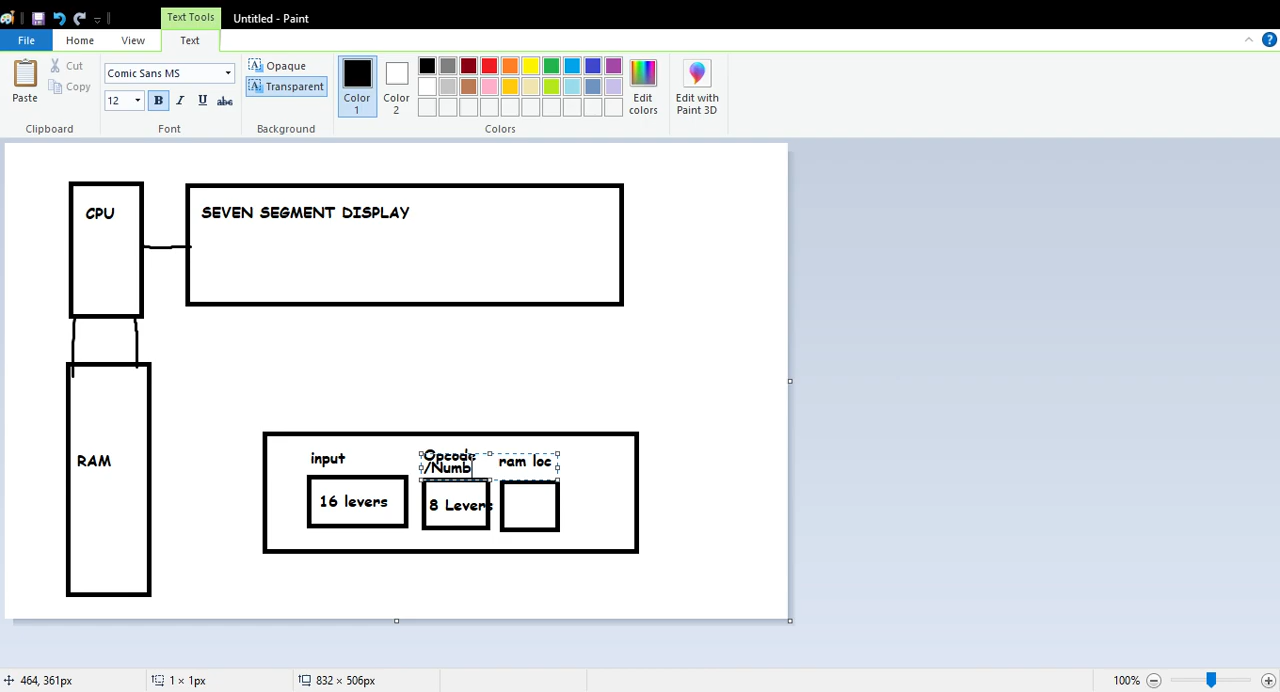 Text Tools
Untitled - Paint
File
Home
View
Text
Paste
Cut
Copy
Clipboard
Comic Sans MS
12
B
I
U
abc
Font
Opaque
Transparent
Background
Color
1
Color
2
Edit
colors
Colors
Edit with
Paint 3D
CPU
SEVEN SEGMENT DISPLAY
RAM
input
16 levers
Opcode
/Numb
8 Levers
ram loc
464, 361px
1 × 1px
832 × 506px
100%